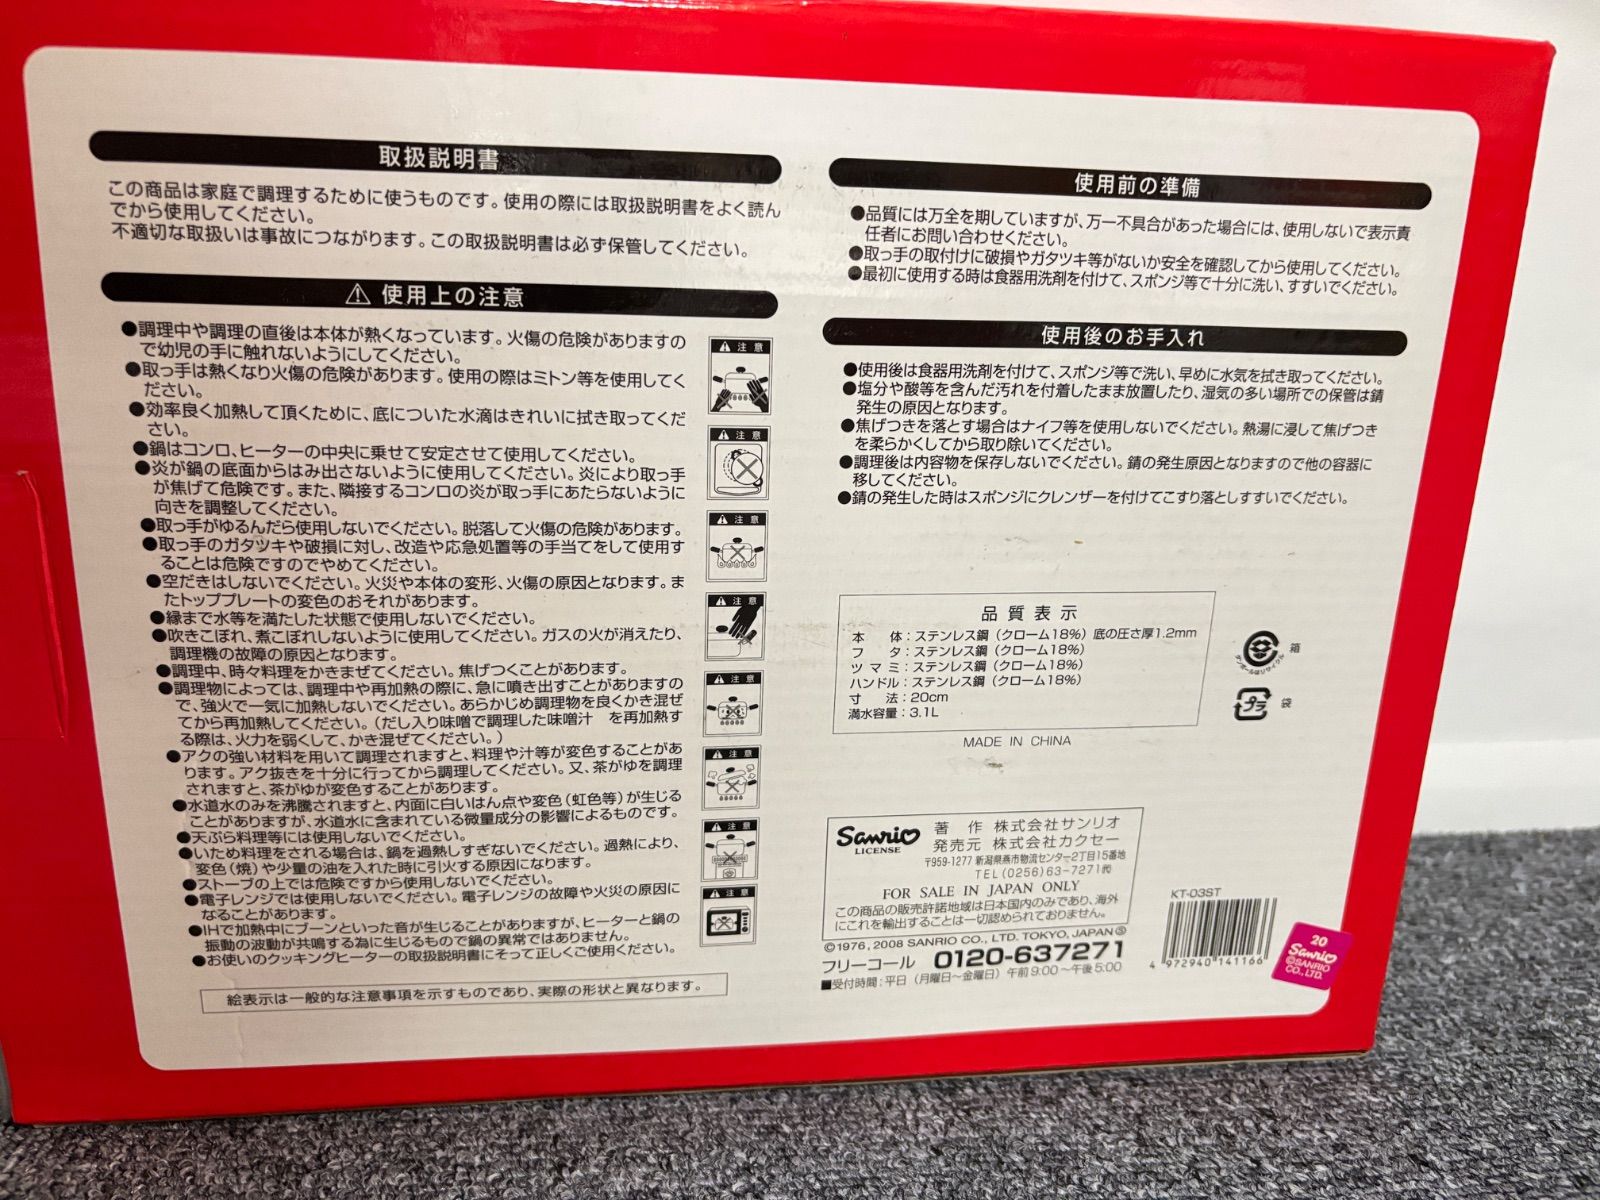 取扱説明書
この商品は家庭で調理するために使うものです。使用の際には取扱説明書をよく読ん
でから使用してください。
不適切な取扱いは事故につながります。この取扱説明書は必ず保管してください。
⚠ 使用上の注意
●調理中や調理の直後は本体が熱くなっています。火傷の危険がありますの
で幼児の手に触れないようにしてください。
●取っ手は熱くなり火傷の危険があります。使用の際はミトン等を使用してく
ださい。
●効率良く加熱して頂くために、底についた水滴はきれいに拭き取ってくだ
さい。
●鍋はコンロ、ヒーターの中央に乗せて安定させて使用してください。
●炎が鍋の底面からはみ出さないように使用してください。炎により取っ手
が焦げて危険です。また、隣接するコンロの炎が取っ手にあたらないように
向きを調整してください。
●取っ手がゆるんだら使用しないでください。脱落して火傷の危険があります。
●取っ手のガタツキや破損に対し、改造や応急処置等の手当てをして使用す
ることは危険ですのでやめてください。
●空だきはしないでください。火災や本体の変形、火傷の原因となります。ま
たトッププレートの変色のおそれがあります。
●縁まで水等を満たした状態で使用しないでください。
●吹きこぼれ、煮こぼれしないように使用してください。ガスの火が消えたり、
調理機の故障の原因となります。
●調理中、時々料理をかきまぜてください。焦げつくことがあります。
●調理物によっては、調理中や再加熱の際に、急に噴き出すことがありますの
で、強火で一気に加熱しないでください。あらかじめ調理物を良くかき混ぜ
てから再加熱してください。(だし入り味噌で調理した味噌汁 を再加熱す
る際は、火力を弱くして、かき混ぜてください。)
●アクの強い材料を用いて調理されますと、料理や汁等が変色することがあ
ります。アク抜きを十分に行ってから調理してください。又、茶がゆを調理
されますと、茶がゆが変色することがあります。
●水道水のみを沸騰されますと、内面に白いはん点や変色(虹色等)が生じる
ことがありますが、水道水に含まれている微量成分の影響によるものです。
●天ぷら料理等には使用しないでください。
●いため料理をされる場合は、鍋を過熱しすぎないでください。過熱により、
変色(焼)や少量の油を入れた時に引火する原因になります。
●ストーブの上では危険ですから使用しないでください。
●電子レンジでは使用しないでください。電子レンジの故障や火災の原因に
なることがあります。
●IHで加熱中にブーンといった音が生じることがありますが、ヒーターと鍋の
振動の波動が共鳴する為に生じるもので鍋の異常ではありません。
●お使いのクッキングヒーターの取扱説明書にそって正しくご使用ください。
⚠ 注意
⚠ 注意
⚠ 注意
⚠ 注意
⚠ 注意
⚠ 注意
⚠ 注意
⚠ 注意
絵表示は一般的な注意事項を示すものであり、実際の形状と異なります。
使用前の準備
●品質には万全を期していますが、万一不具合があった場合には、使用しないで表示責
任者にお問い合わせください。
●取っ手の取付けに破損やガタツキ等がないか安全を確認してから使用してください。
●最初に使用する時は食器用洗剤を付けて、スポンジ等で十分に洗い、すすいでください。
使用後のお手入れ
●使用後は食器用洗剤を付けて、スポンジ等で洗い、早めに水気を拭き取ってください。
●塩分や酸等を含んだ汚れを付着したまま放置したり、湿気の多い場所での保管は錆
発生の原因となります。
●焦げつきを落とす場合はナイフ等を使用しないでください。熱湯に浸して焦げつき
を柔らかくしてから取り除いてください。
●調理後は内容物を保存しないでください。錆の発生原因となりますので他の容器に
移してください。
●錆の発生した時はスポンジにクレンザーを付けてこすり落としすすいでください。
品質表示
本 体:ステンレス鋼(クローム18%) 底の圧さ厚1.2mm
フ タ:ステンレス鋼(クローム18%)
ツマミ:ステンレス鋼(クローム18%)
ハンドル:ステンレス鋼(クローム18%)
寸 法:20cm
満水容量:3.1L
MADE IN CHINA
ダンボールはリサイクル
箱
プラ
袋
Sanrio
LICENSE
著 作 株式会社サンリオ
発売元 株式会社カクセー
〒959-1277 新潟県燕市物流センター2丁目15番地
TEL(0256)63-7271㈹
FOR SALE IN JAPAN ONLY
この商品の販売許諾地域は日本国内のみであり、海外
にこれを輸出することは一切認められておりません。
©1976, 2008 SANRIO CO., LTD. TOKYO, JAPAN Ⓢ
フリーコール 0120-637271
■受付時間:平日(月曜日~金曜日)午前9:00~午後5:00
KT-03ST
4 972940 141166
20
Sanrio
©SANRIO
CO., LTD.